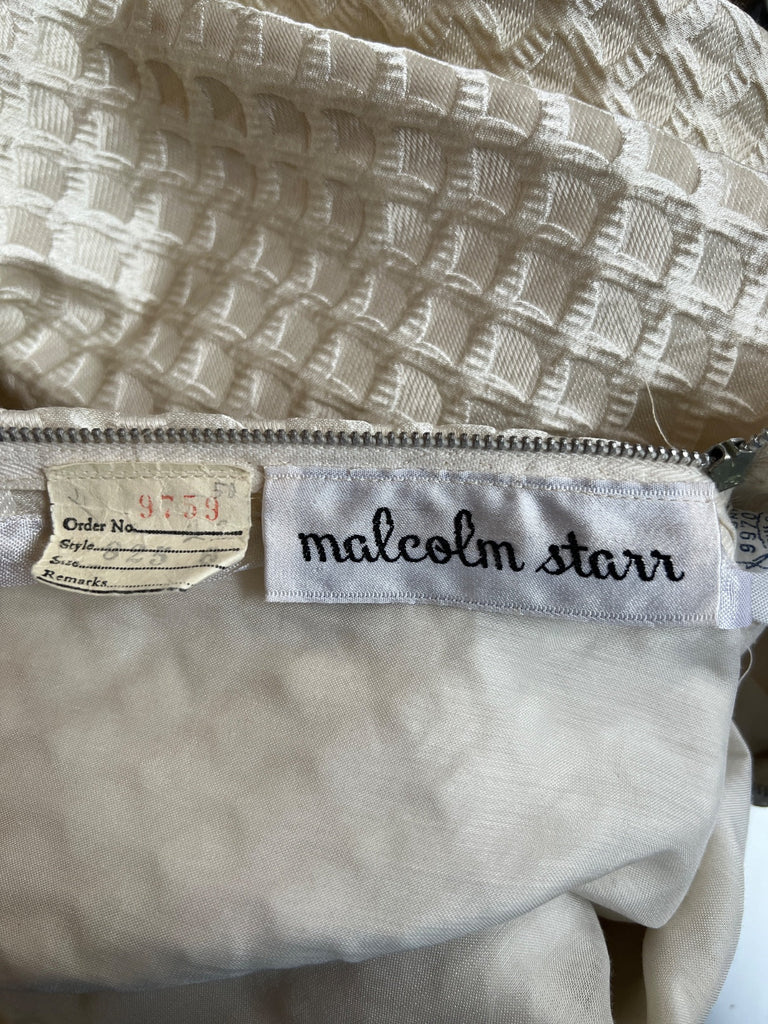 Order No. 9759
Style
Size
Remarks
malcolm starr